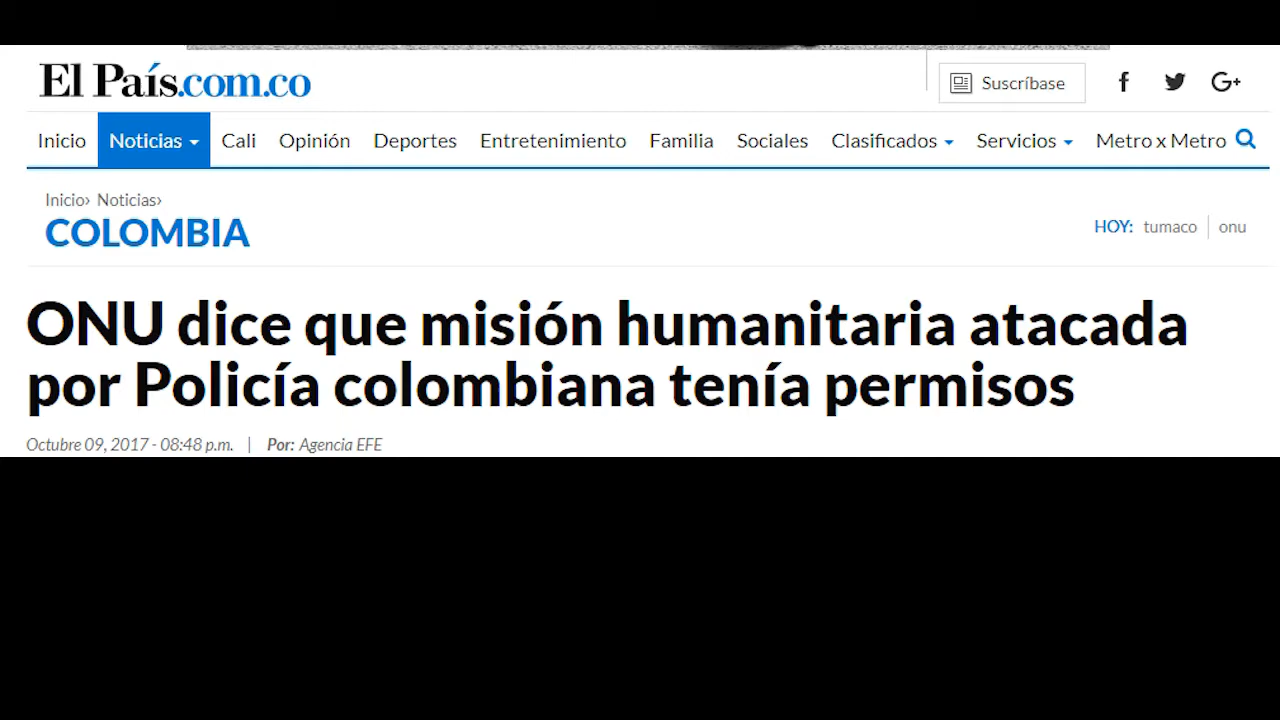 El País.com.co
Suscríbase
Inicio Noticias Cali Opinión Deportes Entretenimiento Familia Sociales Clasificados Servicios Metro x Metro
Inicio› Noticias›
COLOMBIA
HOY: tumaco | onu
ONU dice que misión humanitaria atacada
por Policía colombiana tenía permisos
Octubre 09, 2017 - 08:48 p.m. | Por: Agencia EFE